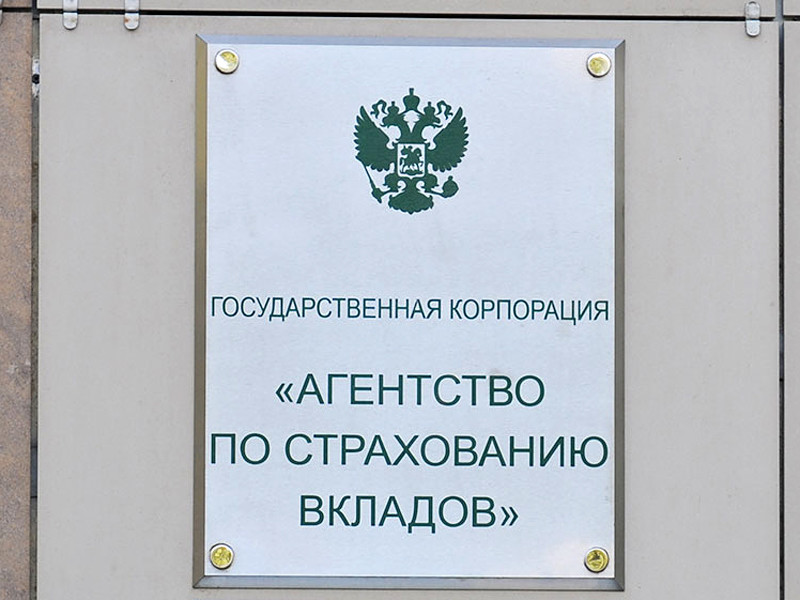 ГОСУДАРСТВЕННАЯ КОРПОРАЦИЯ
«АГЕНТСТВО
ПО СТРАХОВАНИЮ
ВКЛАДОВ»